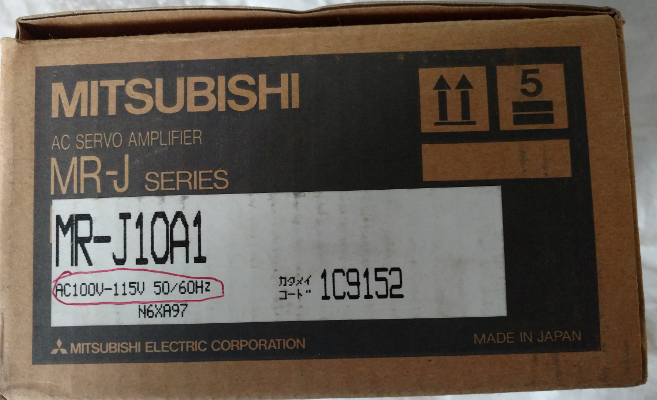 MITSUBISHI
5
AC SERVO AMPLIFIER
MR-J SERIES
MR-J10A1
AC100V-115V 50/60Hz
カタメイ
コード 1C9152
N6XA97
MITSUBISHI ELECTRIC CORPORATION
MADE IN JAPAN